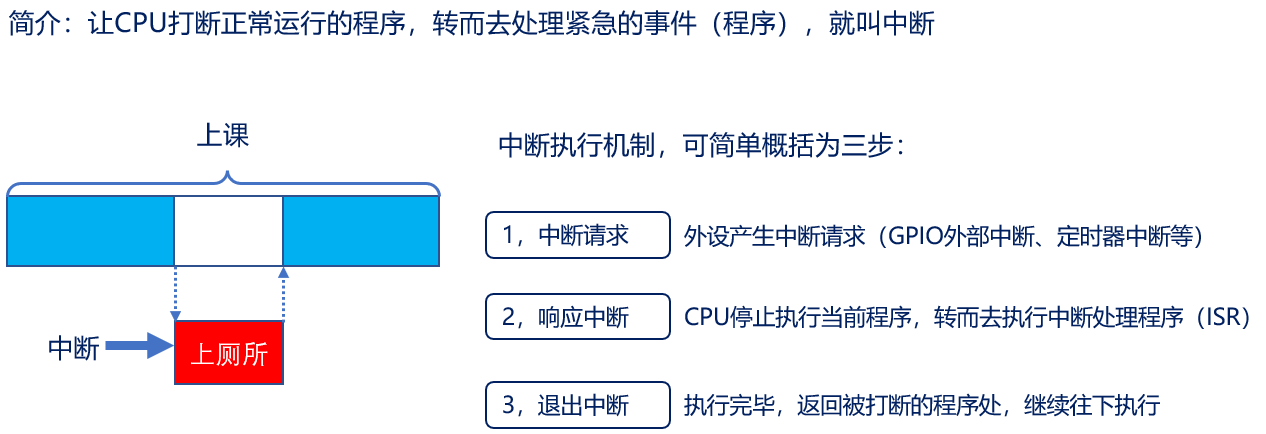 简介：让CPU打断正常运行的程序，转而去处理紧急的事件（程序），就叫中断
上课
中断
上厕所
中断执行机制，可简单概括为三步：
1，中断请求 外设产生中断请求（GPIO外部中断、定时器中断等）
2，响应中断 CPU停止执行当前程序，转而去执行中断处理程序（ISR）
3，退出中断 执行完毕，返回被打断的程序处，继续往下执行